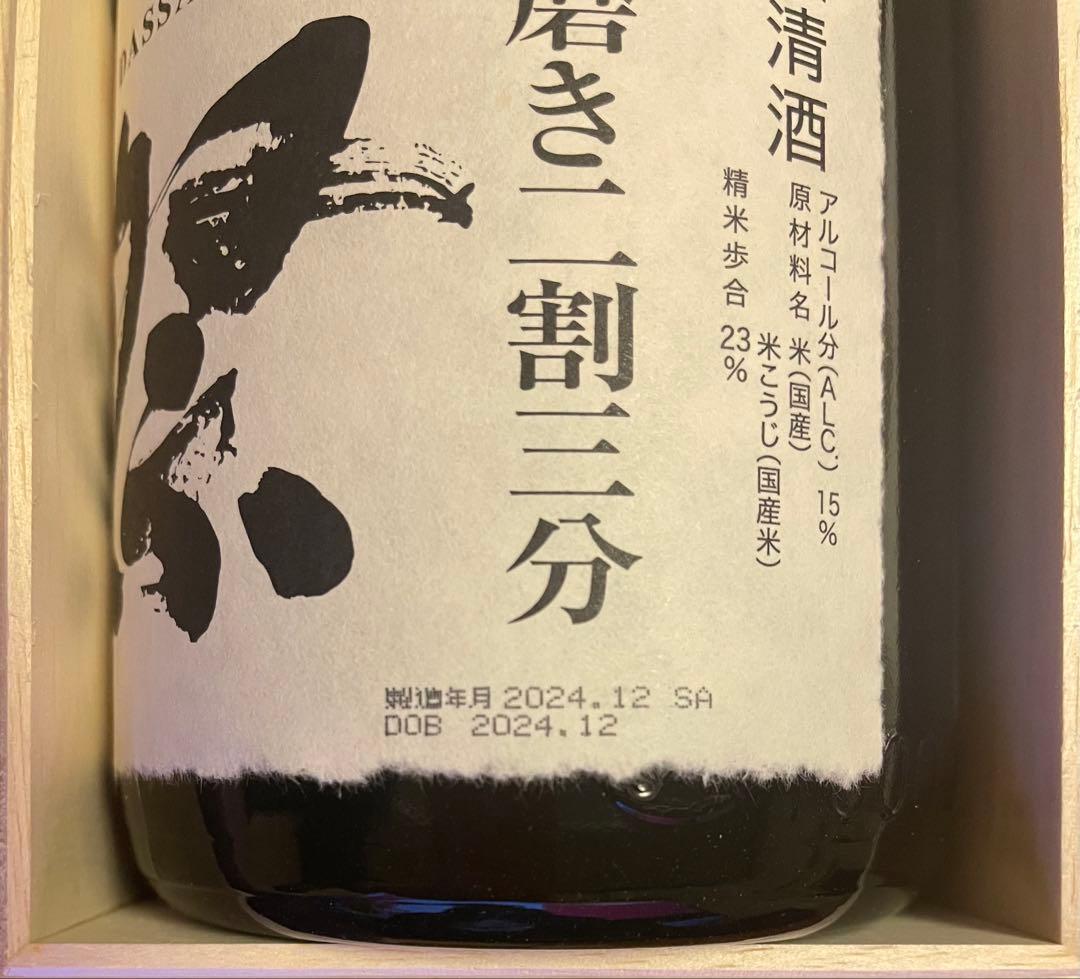 清酒
アルコール分(ALC.) 15%
原材料名 米(国産)
米こうじ(国産米)
精米歩合 23%
磨き二割三分
DASSA
製造年月 2024.12 SA
DOB 2024.12